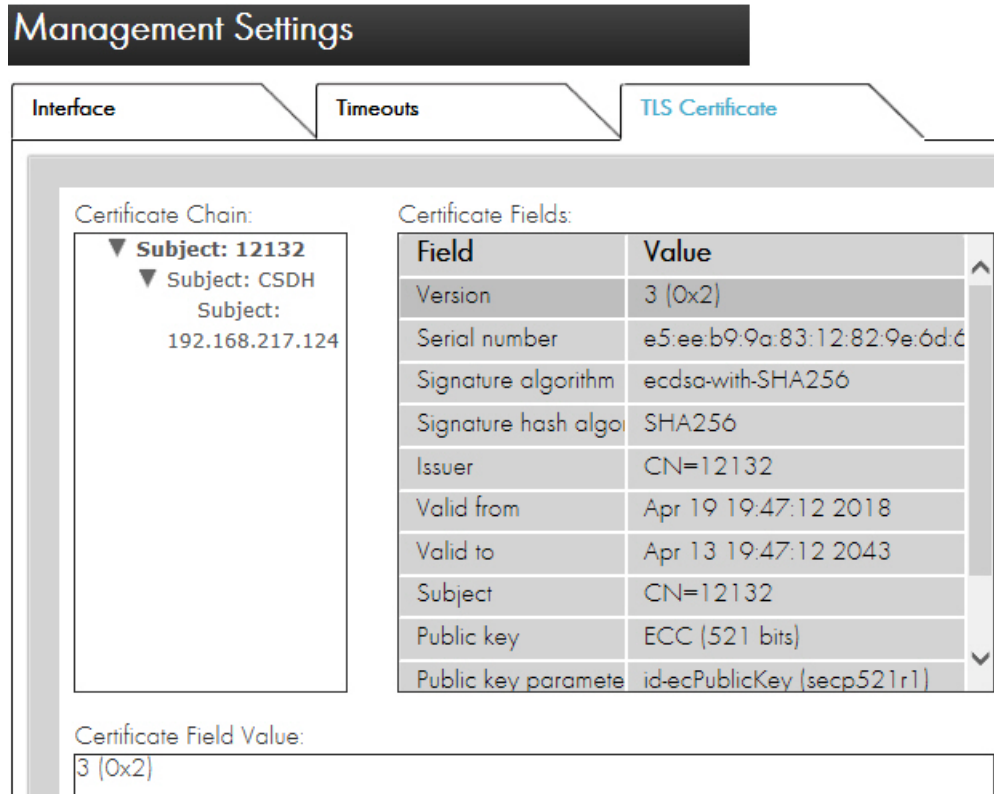 Management Settings
Interface
Timeouts
TLS Certificate
Certificate Chain:
Subject: 12132
Subject: CSDH
Subject:
192.168.217.124
Certificate Fields:
Field Value
Version 3 (0x2)
Serial number e5:ee:b9:9a:83:12:82:9e:6d:6
Signature algorithm ecdsa-with-SHA256
Signature hash algo SHA256
Issuer CN=12132
Valid from Apr 19 19:47:12 2018
Valid to Apr 13 19:47:12 2043
Subject CN=12132
Public key ECC (521 bits)
Public key paramete id-ecPublicKey (secp521r1)
Certificate Field Value:
3 (0x2)